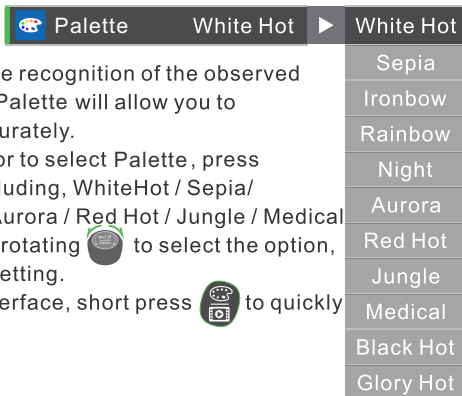 Palette White Hot White Hot
Sepia
Ironbow
Rainbow
Night
Aurora
Red Hot
Jungle
Medical
Black Hot
Glory Hot
e recognition of the observed
Palette will allow you to
urately.
or to select Palette, press
luding, WhiteHot / Sepia/
Aurora / Red Hot / Jungle / Medical
rotating to select the option,
etting.
erface, short press to quickly